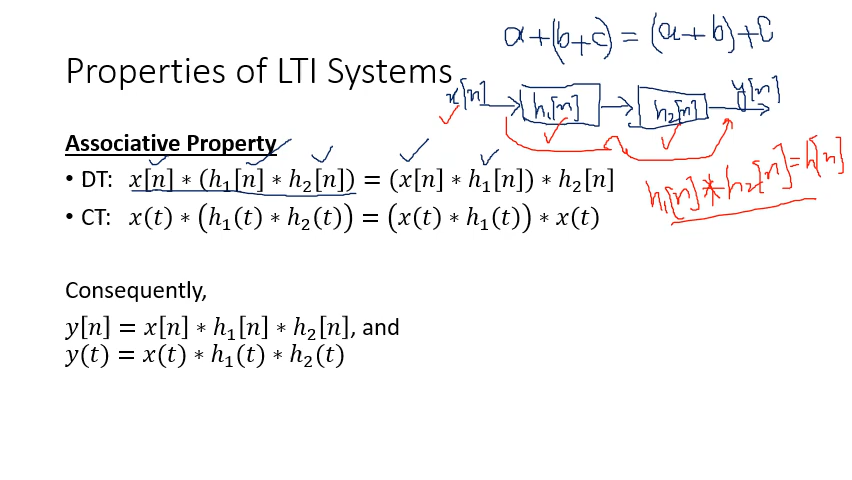 a+(b+c) = (a+b)+c
Properties of LTI Systems
x[n] → h₁[n] → h₂[n] → y[n]
Associative Property
• DT: x[n] ∗ (h₁[n] ∗ h₂[n]) = (x[n] ∗ h₁[n]) ∗ h₂[n]
h₁[n] * h₂[n] = h[n]
• CT: x(t) ∗ (h₁(t) ∗ h₂(t)) = (x(t) ∗ h₁(t)) ∗ x(t)
Consequently,
y[n] = x[n] ∗ h₁[n] ∗ h₂[n], and
y(t) = x(t) ∗ h₁(t) ∗ h₂(t)